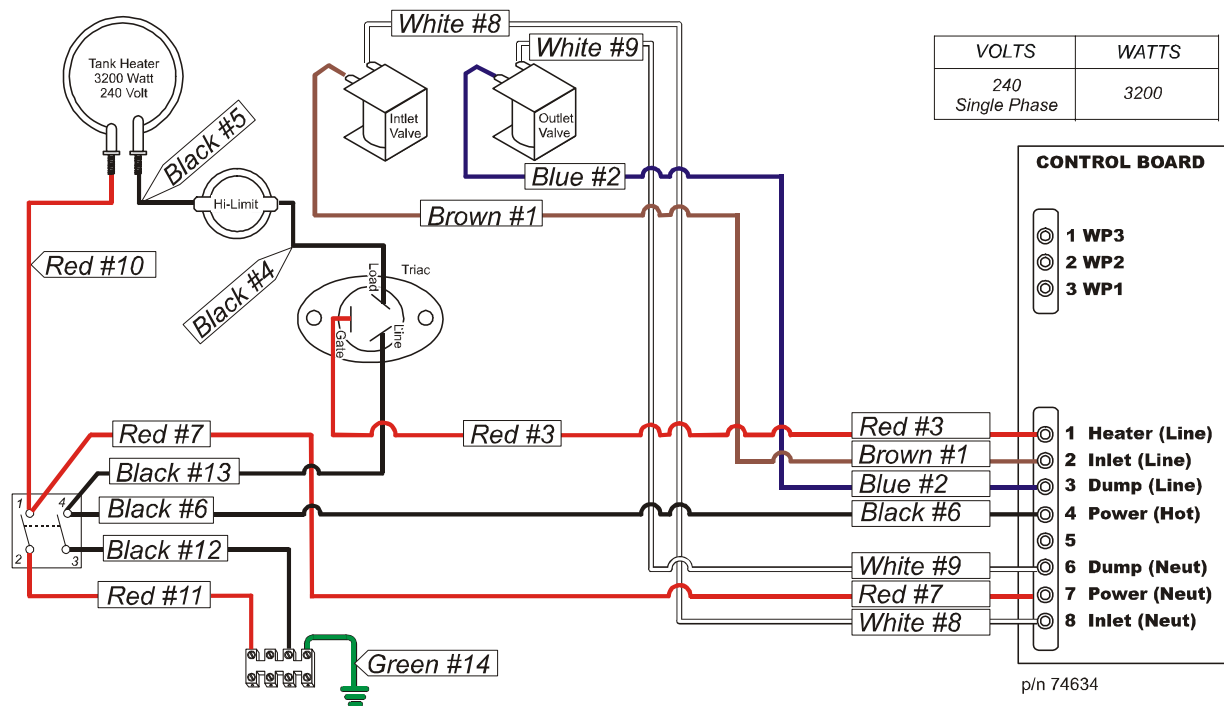 White #8
White #9
VOLTS
WATTS
240
Single Phase
3200
Tank Heater
3200 Watt
240 Volt
Intlet
Valve
Outlet
Valve
Black #5
Hi-Limit
Blue #2
Brown #1
CONTROL BOARD
1 WP3
2 WP2
3 WP1
Red #10
Black #4
Triac
Load
Line
Gate
Red #7
Red #3
Red #3
1 Heater (Line)
Black #13
Brown #1
2 Inlet (Line)
Blue #2
3 Dump (Line)
1
4
Black #6
Black #6
4 Power (Hot)
5
2
3
Black #12
White #9
6 Dump (Neut)
Red #11
Red #7
7 Power (Neut)
White #8
8 Inlet (Neut)
Green #14
p/n 74634